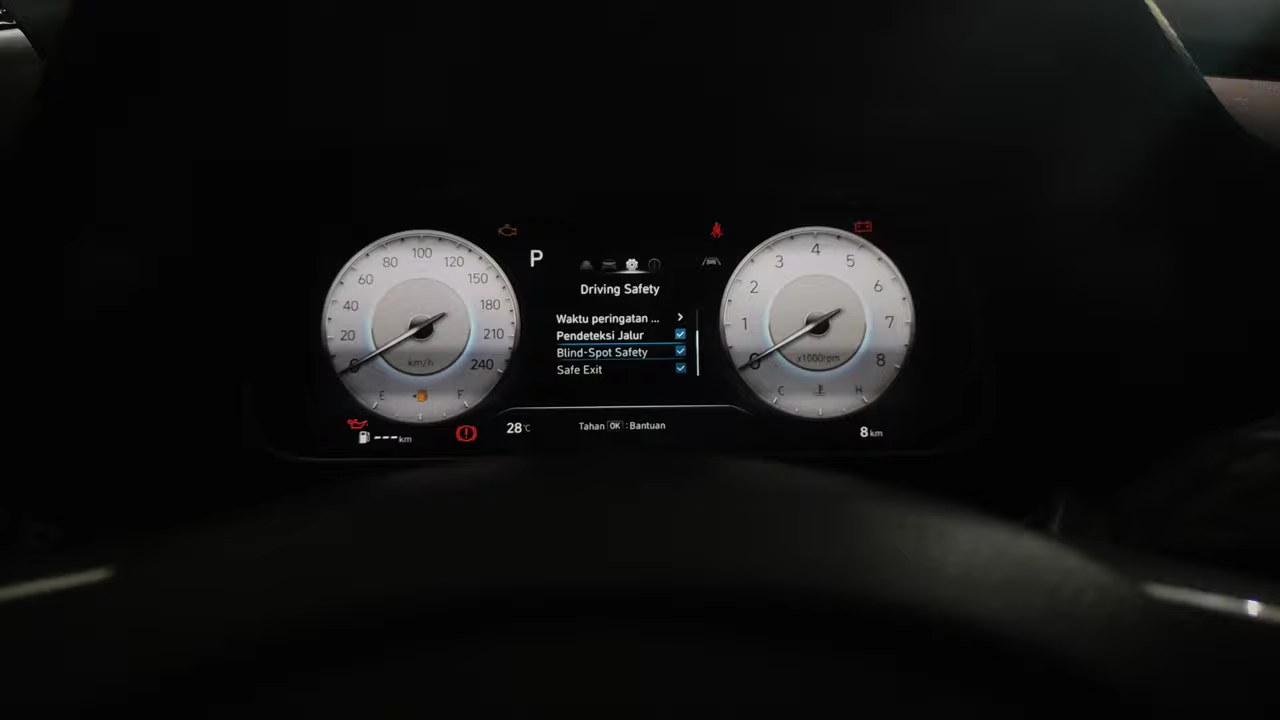 P
Driving Safety
Waktu peringatan ...
Pendeteksi Jalur
Blind-Spot Safety
Safe Exit
Tahan OK : Bantuan
0 20 40 60 80 100 120 150 180 210 240
km/h
E F
--- km
28°C
0 1 2 3 4 5 6 7 8
x1000rpm
C H
8 km